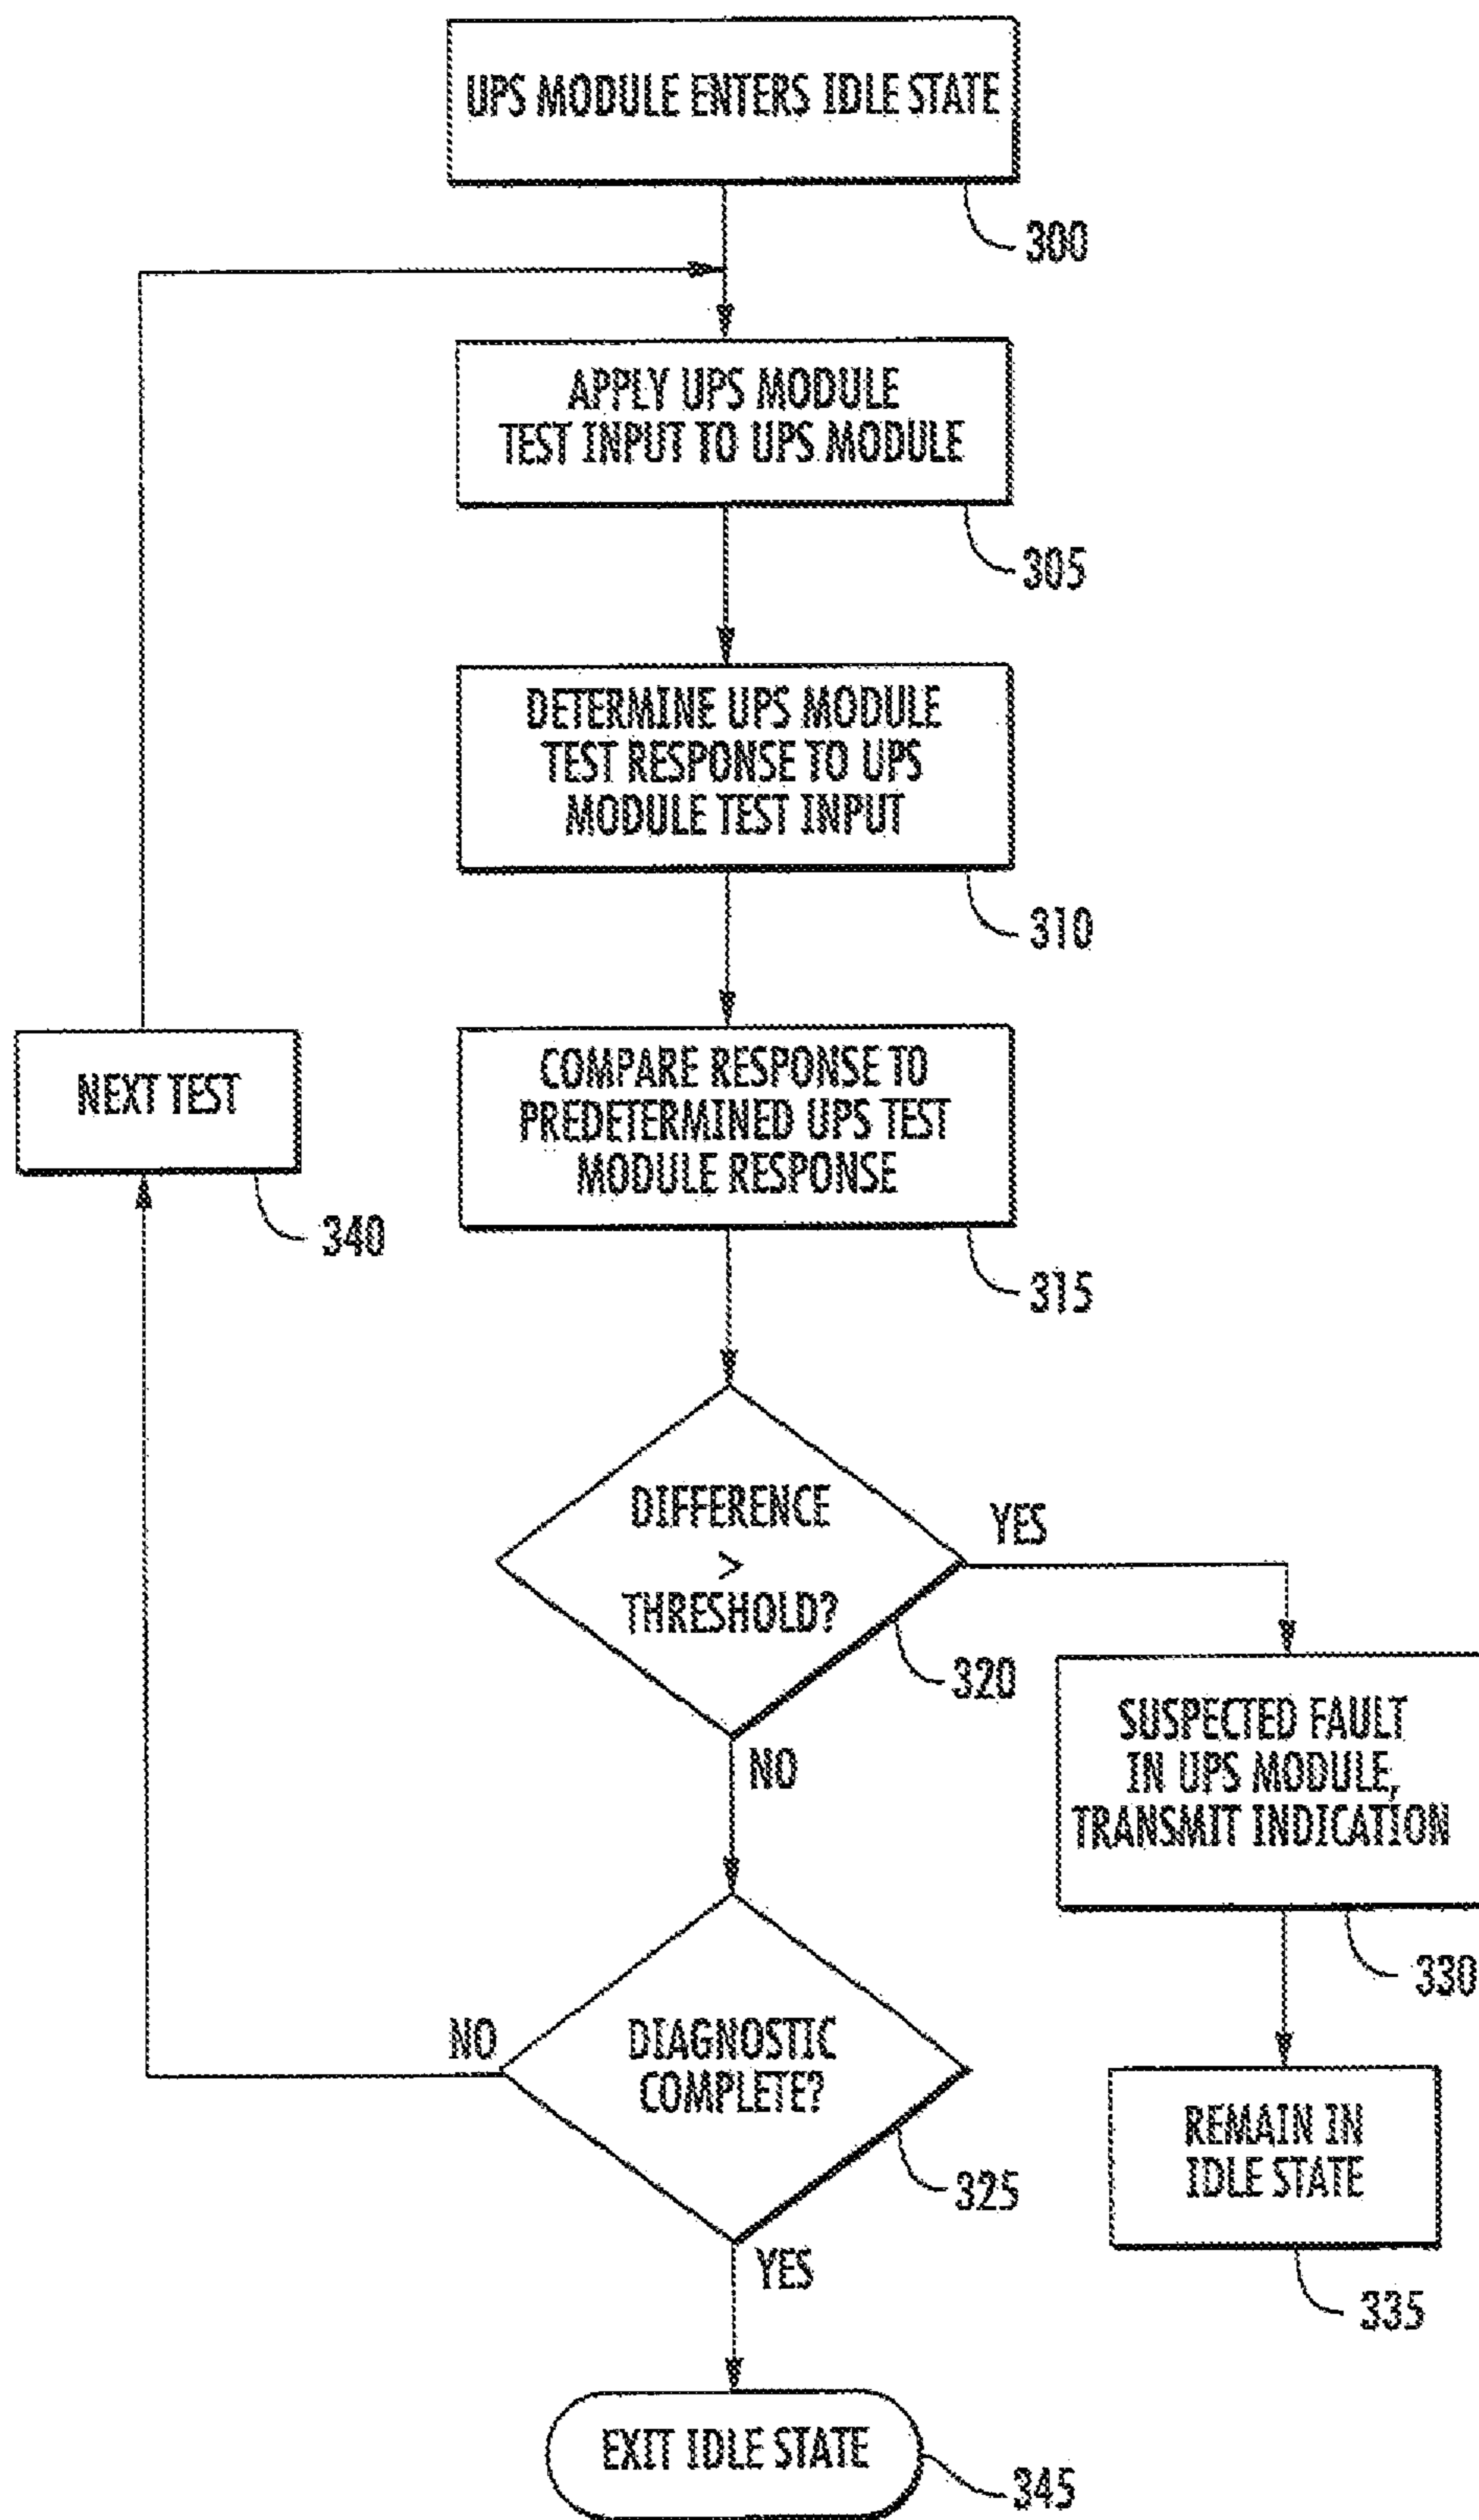 UPS MODULE ENTERS IDLE STATE
300
APPLY UPS MODULE
TEST INPUT TO UPS MODULE
305
DETERMINE UPS MODULE
TEST RESPONSE TO UPS
MODULE TEST INPUT
310
NEXT TEST
340
COMPARE RESPONSE TO
PREDETERMINED UPS TEST
MODULE RESPONSE
315
DIFFERENCE
>
THRESHOLD?
YES
320
NO
SUSPECTED FAULT
IN UPS MODULE,
TRANSMIT INDICATION
330
NO
DIAGNOSTIC
COMPLETE?
325
YES
REMAIN IN
IDLE STATE
335
EXIT IDLE STATE
345